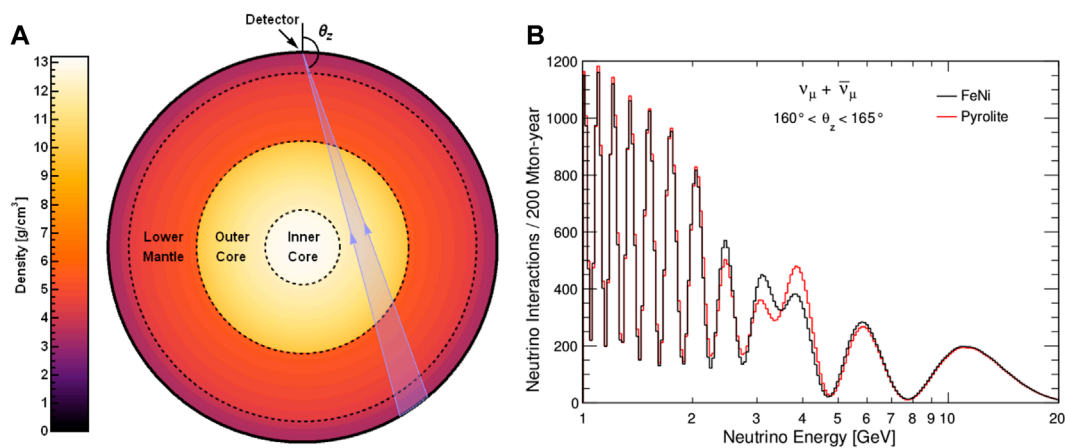 A
Detector
θz
Density [g/cm³]
13
12
11
10
9
8
7
6
5
4
3
2
1
0
Lower
Mantle
Outer
Core
Inner
Core
B
Neutrino Interactions / 200 Mton-year
1200
1000
800
600
400
200
0
νμ + ν̅μ
160° < θz < 165°
FeNi
Pyrolite
1 2 3 4 5 6 7 8 9 10 20
Neutrino Energy [GeV]